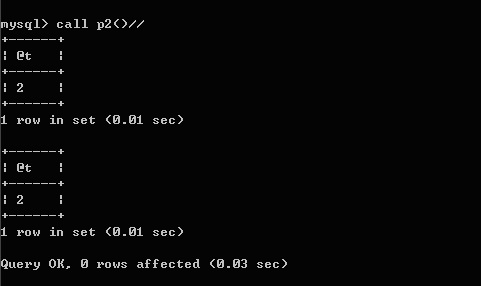 mysql> call p2()//
+------+
¦ @t   ¦
+------+
¦ 2    ¦
+------+
1 row in set (0.01 sec)

+------+
¦ @t   ¦
+------+
¦ 2    ¦
+------+
1 row in set (0.01 sec)

Query OK, 0 rows affected (0.03 sec)